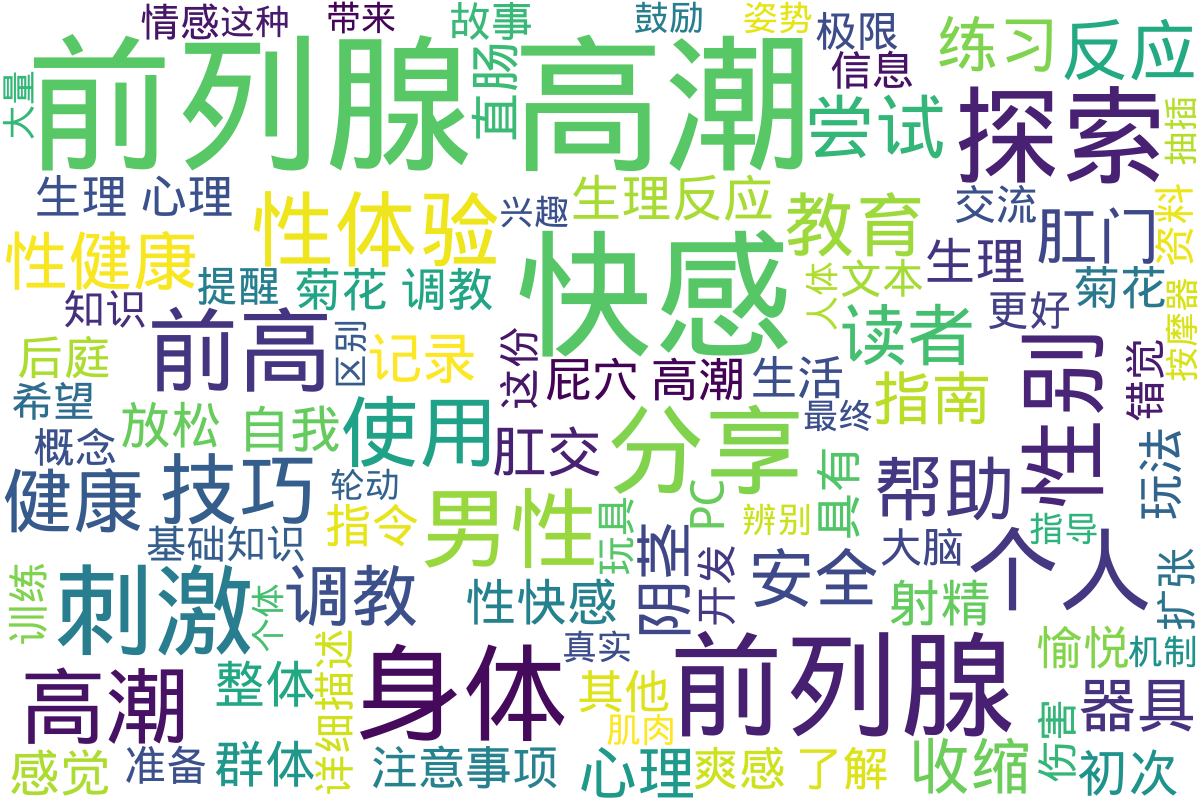 情感这种
带来
故事
鼓励
姿势
极限
练习
反应
大量
前列腺高潮
直肠
尝试
信息
探索
抽插
生理 心理
性体验
兴趣
生理反应
教育
交流
肛门
资料
性健康
提醒
菊花 调教
快感
人体
文本
生理
菊花
知识
前高
区别
记录
这份
读者
更好
按摩器
后庭
屁穴 高潮
生活
性别
错觉
希望
放松
自我
使用
分享
最终
指南
概念
肛交
健康
技巧
轮动
男性
玩具
PC
辨别
具有
帮助
玩法
基础知识
指令
阴茎
开发
大脑
个人
指导
训练
刺激
个体
调教
性快感
安全
射精
扩张
高潮
整体
详细描述
身体
真实
前列腺
愉悦
机制
其他
肌肉
器具
感觉
准备
群体
注意事项
心理
爽感 了解
收缩
伤害
初次